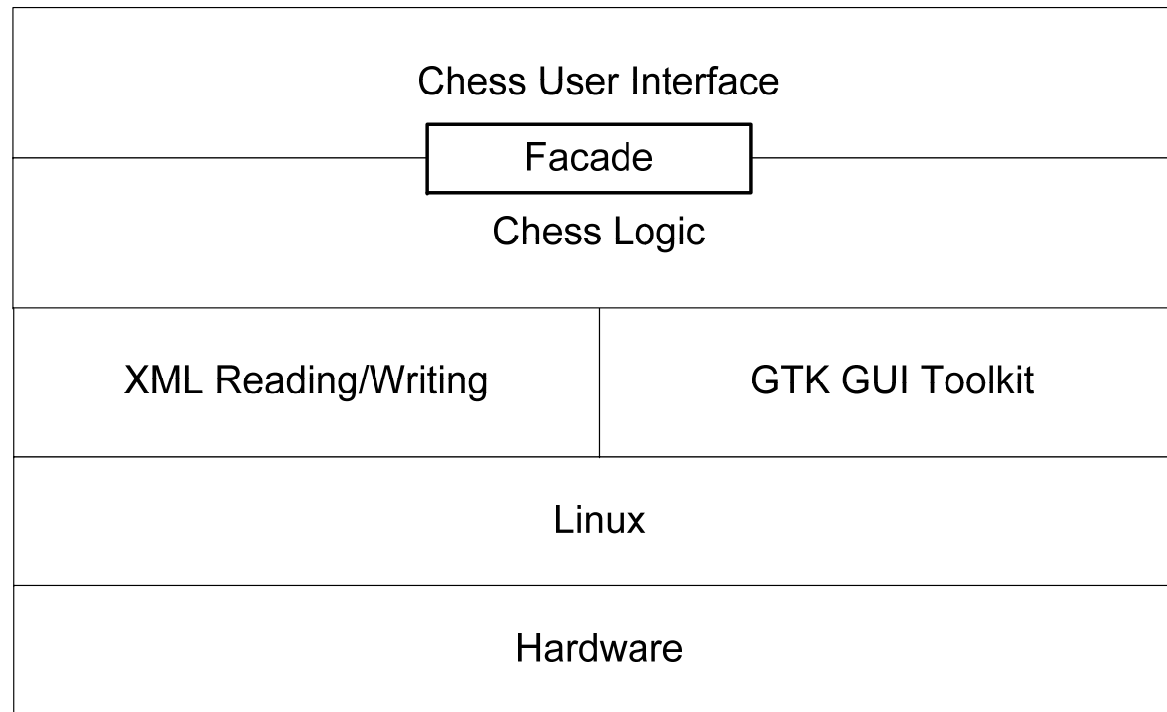 Chess User Interface
Facade
Chess Logic
XML Reading/Writing
GTK GUI Toolkit
Linux
Hardware